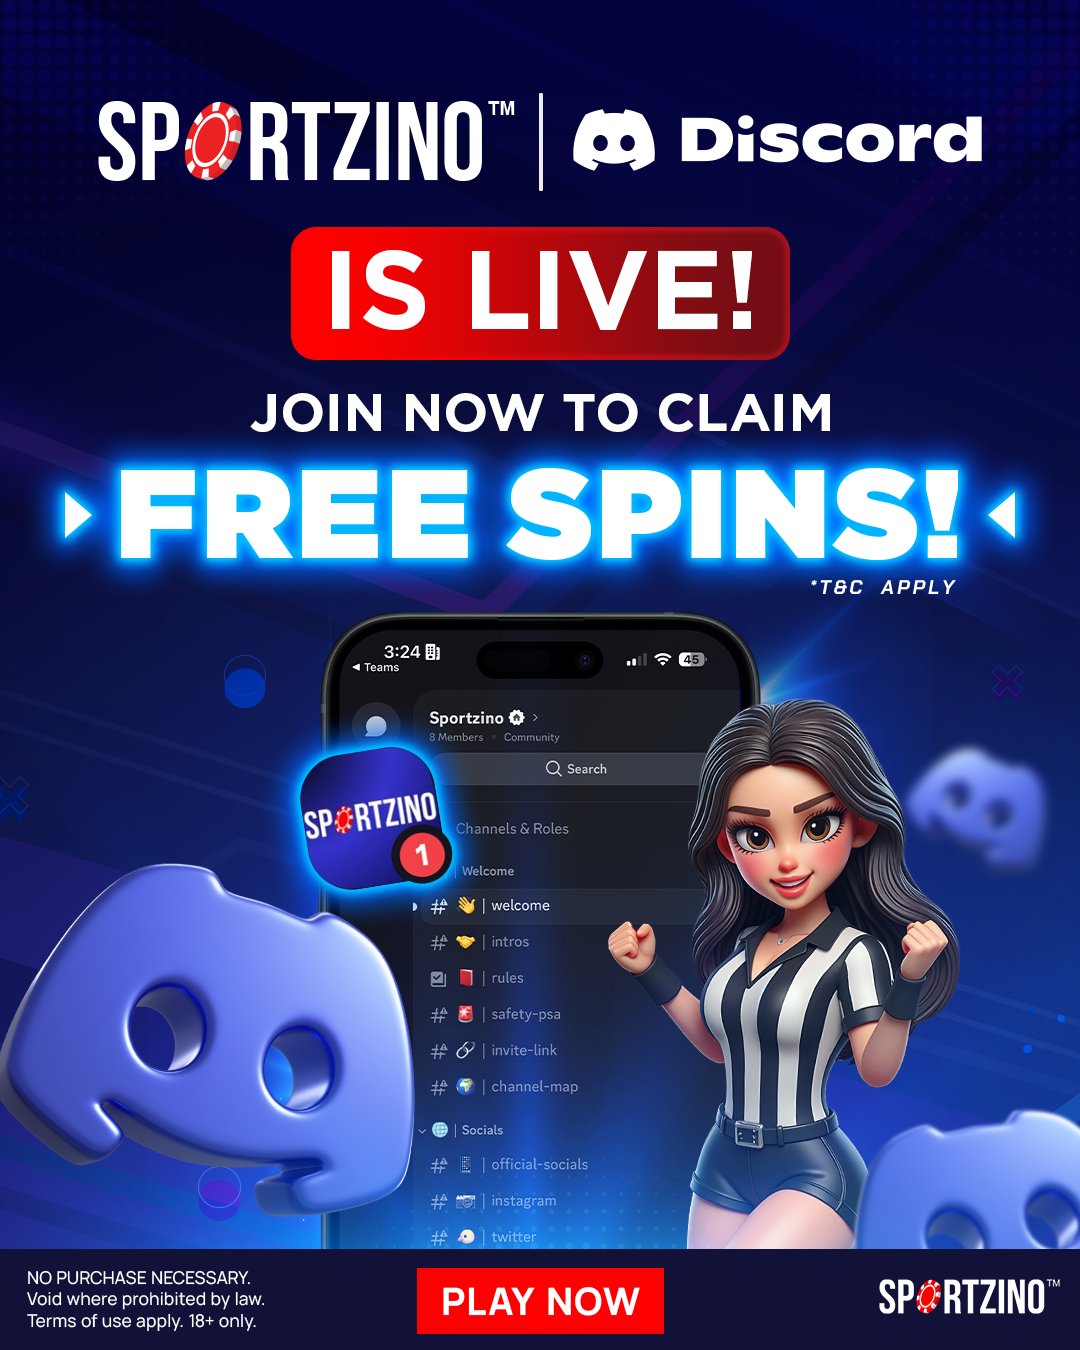 SPORTZINO™ | Discord
IS LIVE!
JOIN NOW TO CLAIM
FREE SPINS!
*T&C APPLY
3:24
45
◀ Teams
Sportzino >
8 Members • Community
Search
SPORTZINO
1
Channels & Roles
Welcome
# 👋 | welcome
# 🤝 | intros
📕 | rules
# 🚨 | safety-psa
# 🔗 | invite-link
# 🌍 | channel-map
🌐 | Socials
# 📱 | official-socials
# 📷 | instagram
# 🐤 | twitter
NO PURCHASE NECESSARY.
Void where prohibited by law.
Terms of use apply. 18+ only.
PLAY NOW
SPORTZINO™